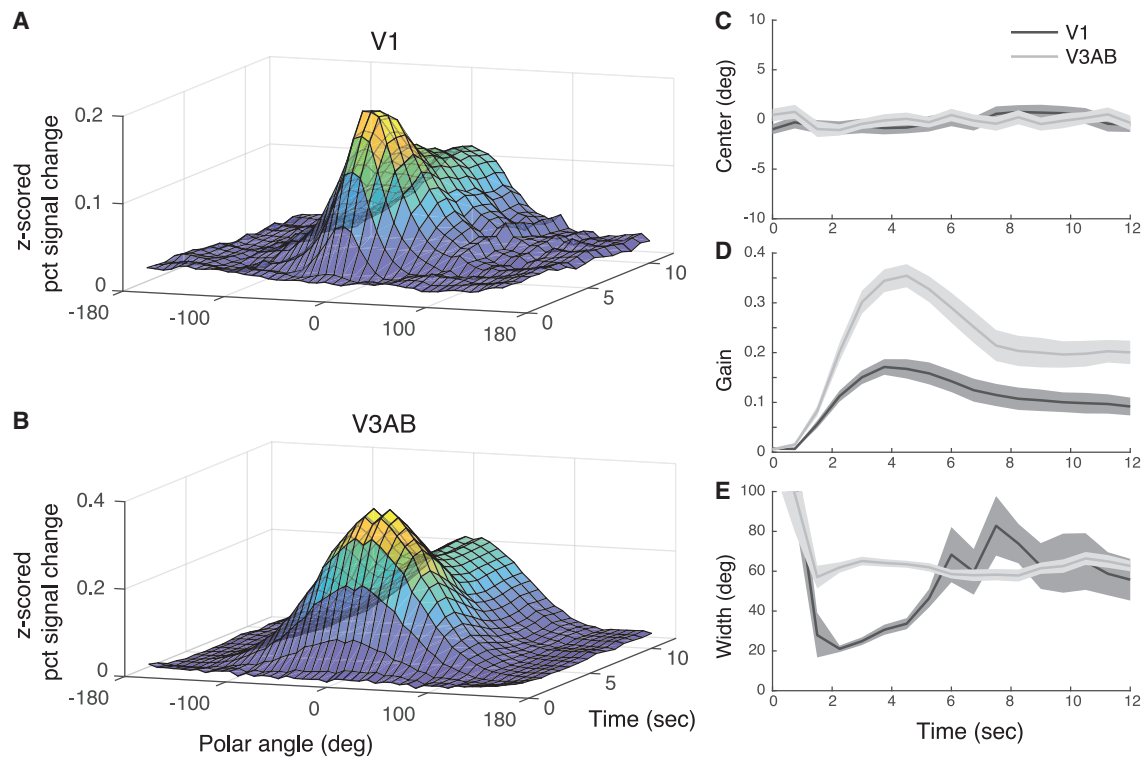 A
V1
z-scored
pct signal change
0.2
0.1
0
-180
-100
0
100
180
0
5
10
B
V3AB
z-scored
pct signal change
0.4
0.2
0
-180
-100
0
100
180
0
5
10
Polar angle (deg)
Time (sec)
C
V1
V3AB
Center (deg)
10
5
0
-5
-10
0 2 4 6 8 10 12
D
Gain
0.4
0.3
0.2
0.1
0
0 2 4 6 8 10 12
E
Width (deg)
100
80
60
40
20
0
0 2 4 6 8 10 12
Time (sec)